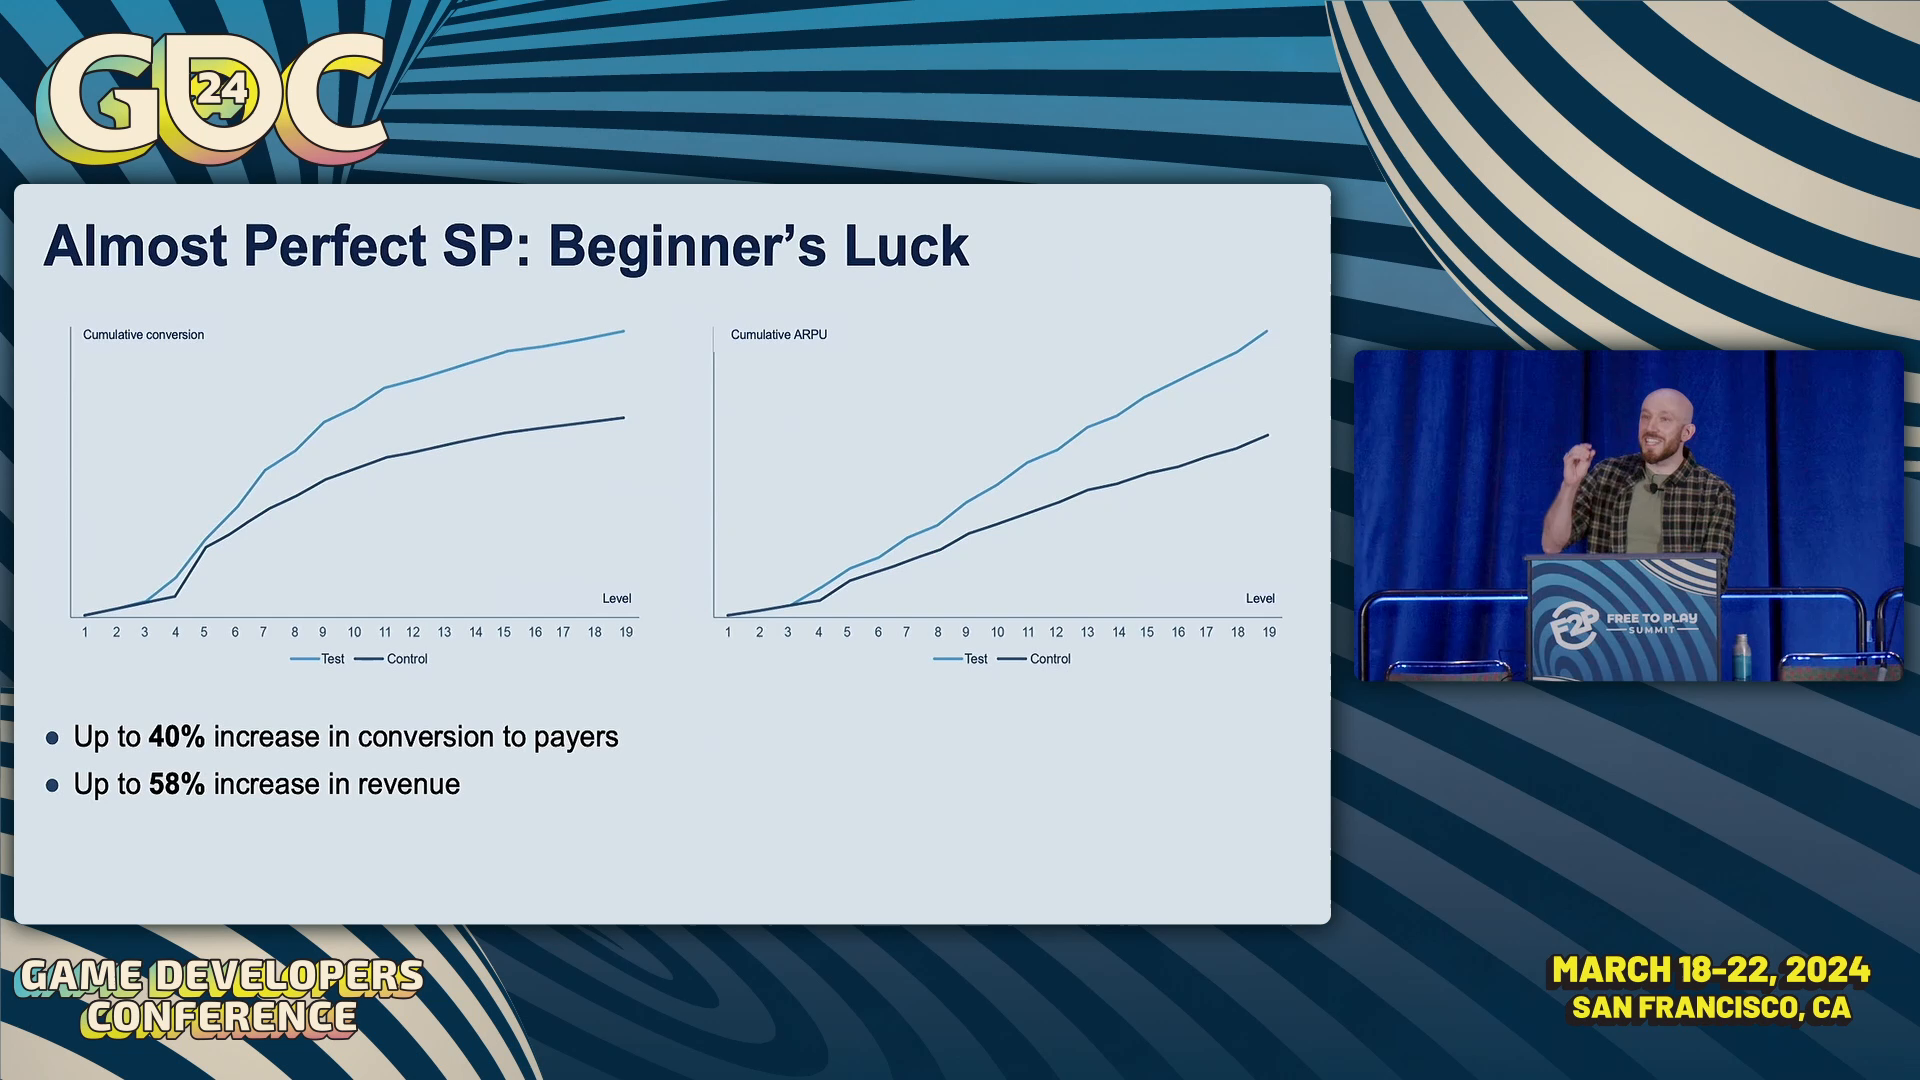 GDC
24
Almost Perfect SP: Beginner's Luck
Cumulative conversion
Level
1 2 3 4 5 6 7 8 9 10 11 12 13 14 15 16 17 18 19
Test Control
Cumulative ARPU
Level
1 2 3 4 5 6 7 8 9 10 11 12 13 14 15 16 17 18 19
Test Control
• Up to 40% increase in conversion to payers
• Up to 58% increase in revenue
F2P
FREE TO PLAY
SUMMIT
GAME DEVELOPERS
CONFERENCE
MARCH 18-22, 2024
SAN FRANCISCO, CA